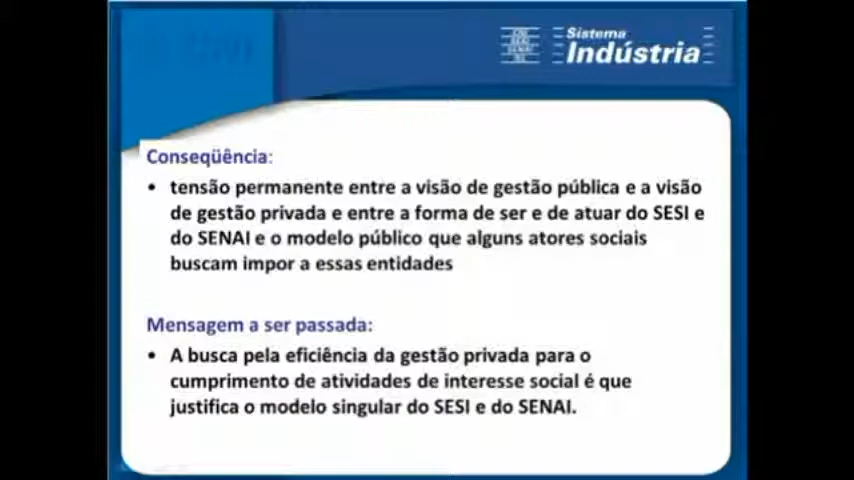 Sistema
Indústria
Conseqüência:
• tensão permanente entre a visão de gestão pública e a visão
de gestão privada e entre a forma de ser e de atuar do SESI e
do SENAI e o modelo público que alguns atores sociais
buscam impor a essas entidades
Mensagem a ser passada:
• A busca pela eficiência da gestão privada para o
cumprimento de atividades de interesse social é que
justifica o modelo singular do SESI e do SENAI.